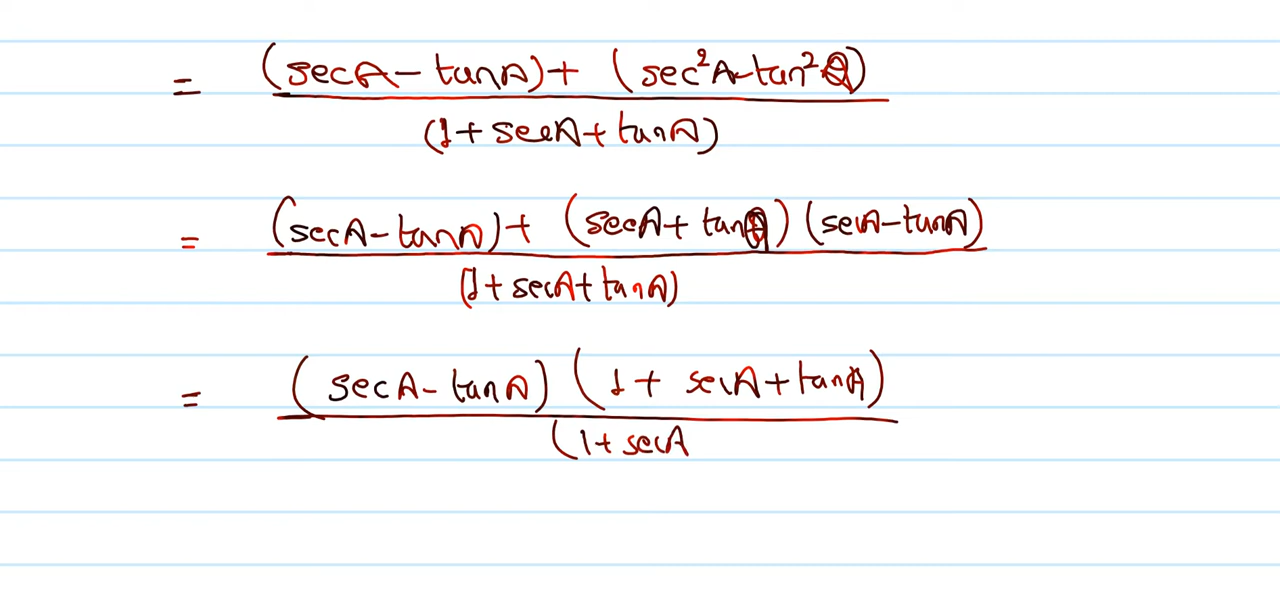 = (secA - tanA) + (sec²A - tan²A) / (1 + secA + tanA)
= (secA - tanA) + (secA + tanA) (secA - tanA) / (1 + secA + tanA)
= (secA - tanA) (1 + secA + tanA) / (1 + secA